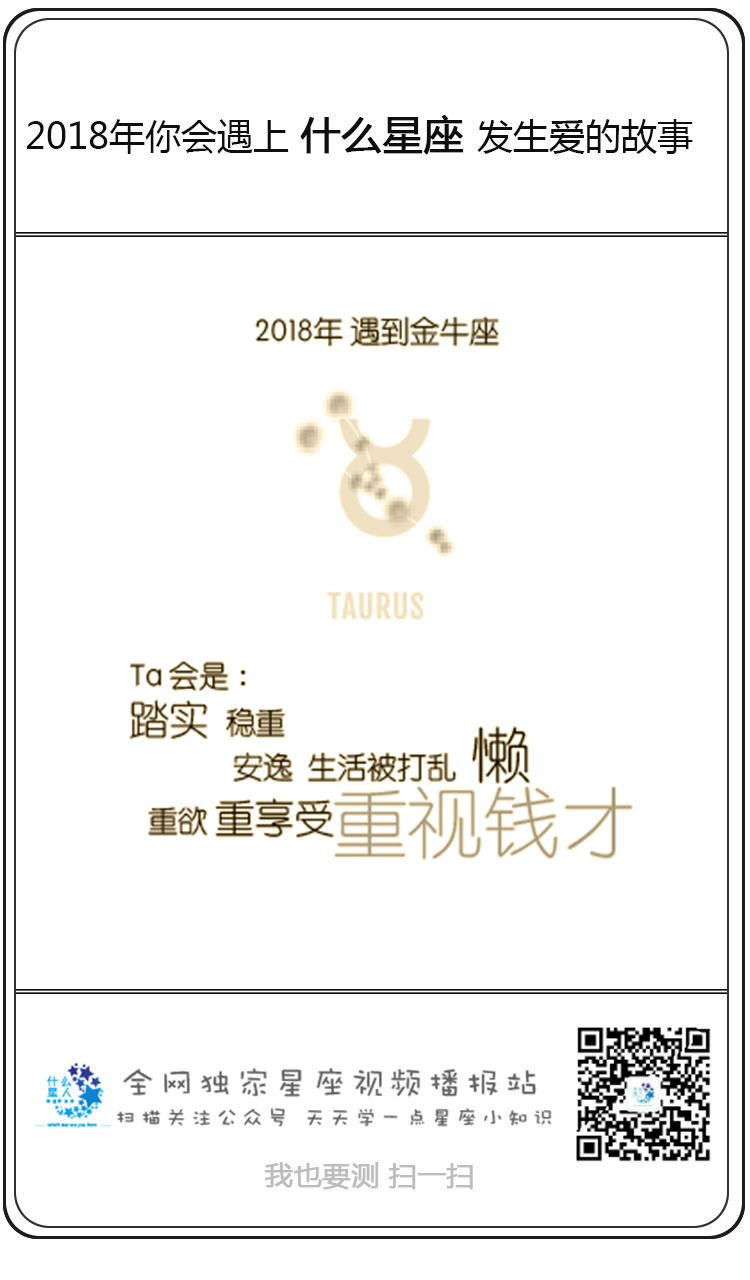 2018年你会遇上 什么星座 发生爱的故事
2018年 遇到金牛座
TAURUS
Ta 会是：
踏实 稳重
安逸 生活被打乱 懒
重欲 重享受 重视钱才
什么
星人
全网独家星座视频播报站
扫描关注公众号 天天学一点星座小知识
我也要测 扫一扫